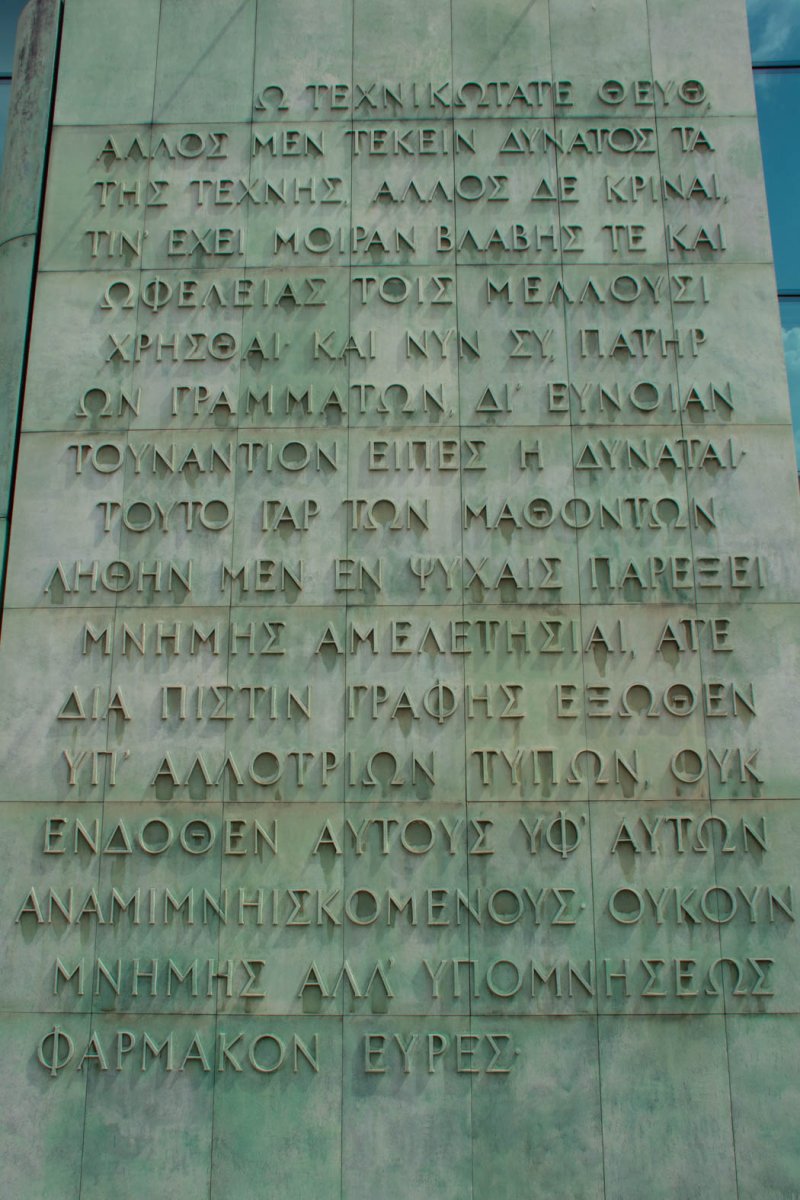 Ω ΤΕΧΝΙΚΩΤΑΤΕ ΘΕΥΘ,
ΑΛΛΟΣ ΜΕΝ ΤΕΚΕΙΝ ΔΥΝΑΤΟΣ ΤΑ
ΤΗΣ ΤΕΧΝΗΣ, ΑΛΛΟΣ ΔΕ ΚΡΙΝΑΙ,
ΤΙΝ’ ΕΧΕΙ ΜΟΙΡΑΝ ΒΛΑΒΗΣ ΤΕ ΚΑΙ
ΩΦΕΛΕΙΑΣ ΤΟΙΣ ΜΕΛΛΟΥΣΙ
ΧΡΗΣΘΑΙ· ΚΑΙ ΝΥΝ ΣΥ, ΠΑΤΗΡ
ΩΝ ΓΡΑΜΜΑΤΩΝ, ΔΙ’ ΕΥΝΟΙΑΝ
ΤΟΥΝΑΝΤΙΟΝ ΕΙΠΕΣ Η ΔΥΝΑΤΑΙ·
ΤΟΥΤΟ ΓΑΡ ΤΩΝ ΜΑΘΟΝΤΩΝ
ΛΗΘΗΝ ΜΕΝ ΕΝ ΨΥΧΑΙΣ ΠΑΡΕΞΕΙ
ΜΝΗΜΗΣ ΑΜΕΛΕΤΗΣΙΑΙ, ΑΤΕ
ΔΙΑ ΠΙΣΤΙΝ ΓΡΑΦΗΣ ΕΞΩΘΕΝ
ΥΠ’ ΑΛΛΟΤΡΙΩΝ ΤΥΠΩΝ, ΟΥΚ
ΕΝΔΟΘΕΝ ΑΥΤΟΥΣ ΥΦ’ ΑΥΤΩΝ
ΑΝΑΜΙΜΝΗΙΣΚΟΜΕΝΟΥΣ· ΟΥΚΟΥΝ
ΜΝΗΜΗΣ ΑΛΛ’ ΥΠΟΜΝΗΣΕΩΣ
ΦΑΡΜΑΚΟΝ ΕΥΡΕΣ·